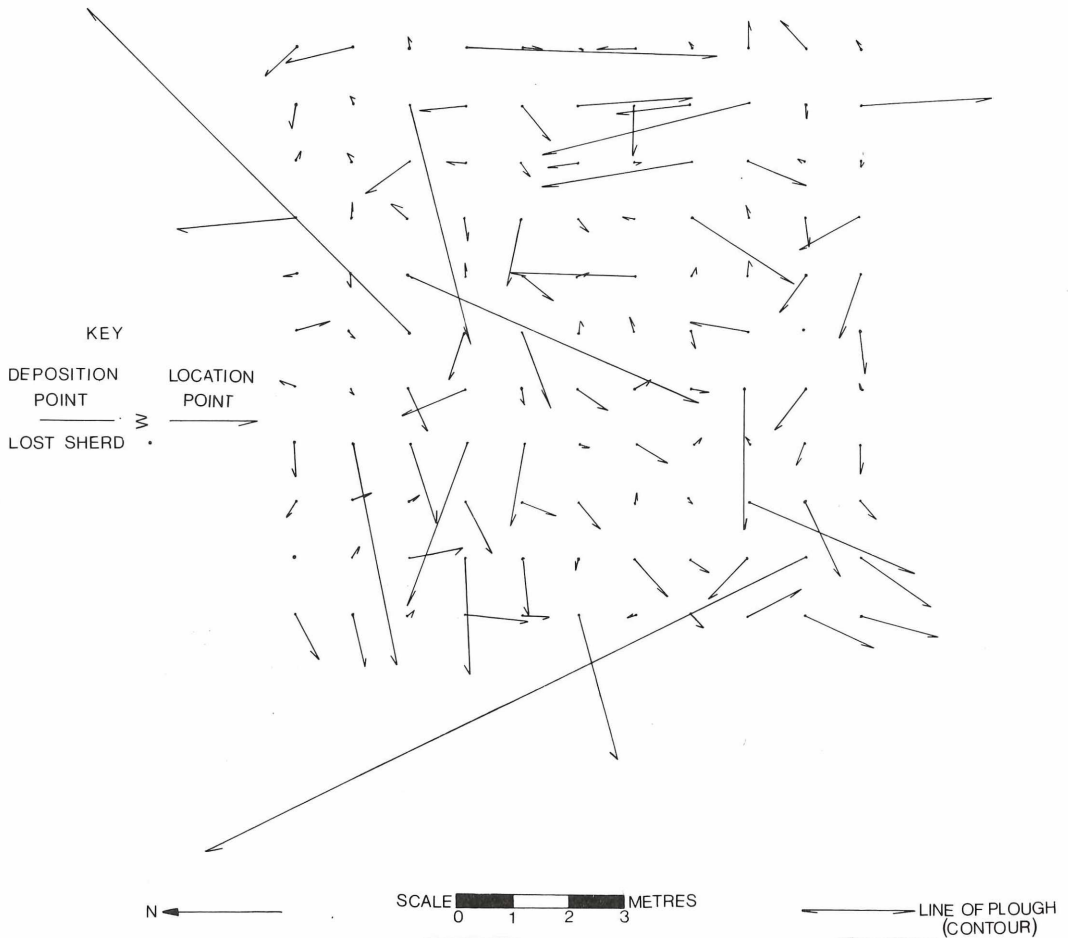 KEY
DEPOSITION POINT
LOCATION POINT
LOST SHERD
N
SCALE
METRES
0 1 2 3
LINE OF PLOUGH
(CONTOUR)